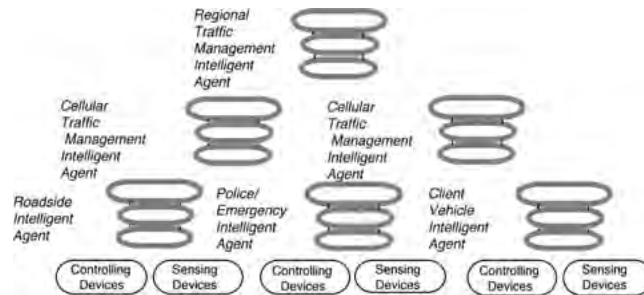 Regional
Traffic
Management
Intelligent
Agent
Cellular
Traffic
Management
Intelligent
Agent
Cellular
Traffic
Management
Intelligent
Agent
Roadside
Intelligent
Agent
Police/
Emergency
Intelligent
Agent
Client
Vehicle
Intelligent
Agent
Controlling
Devices
Sensing
Devices
Controlling
Devices
Sensing
Devices
Controlling
Devices
Sensing
Devices